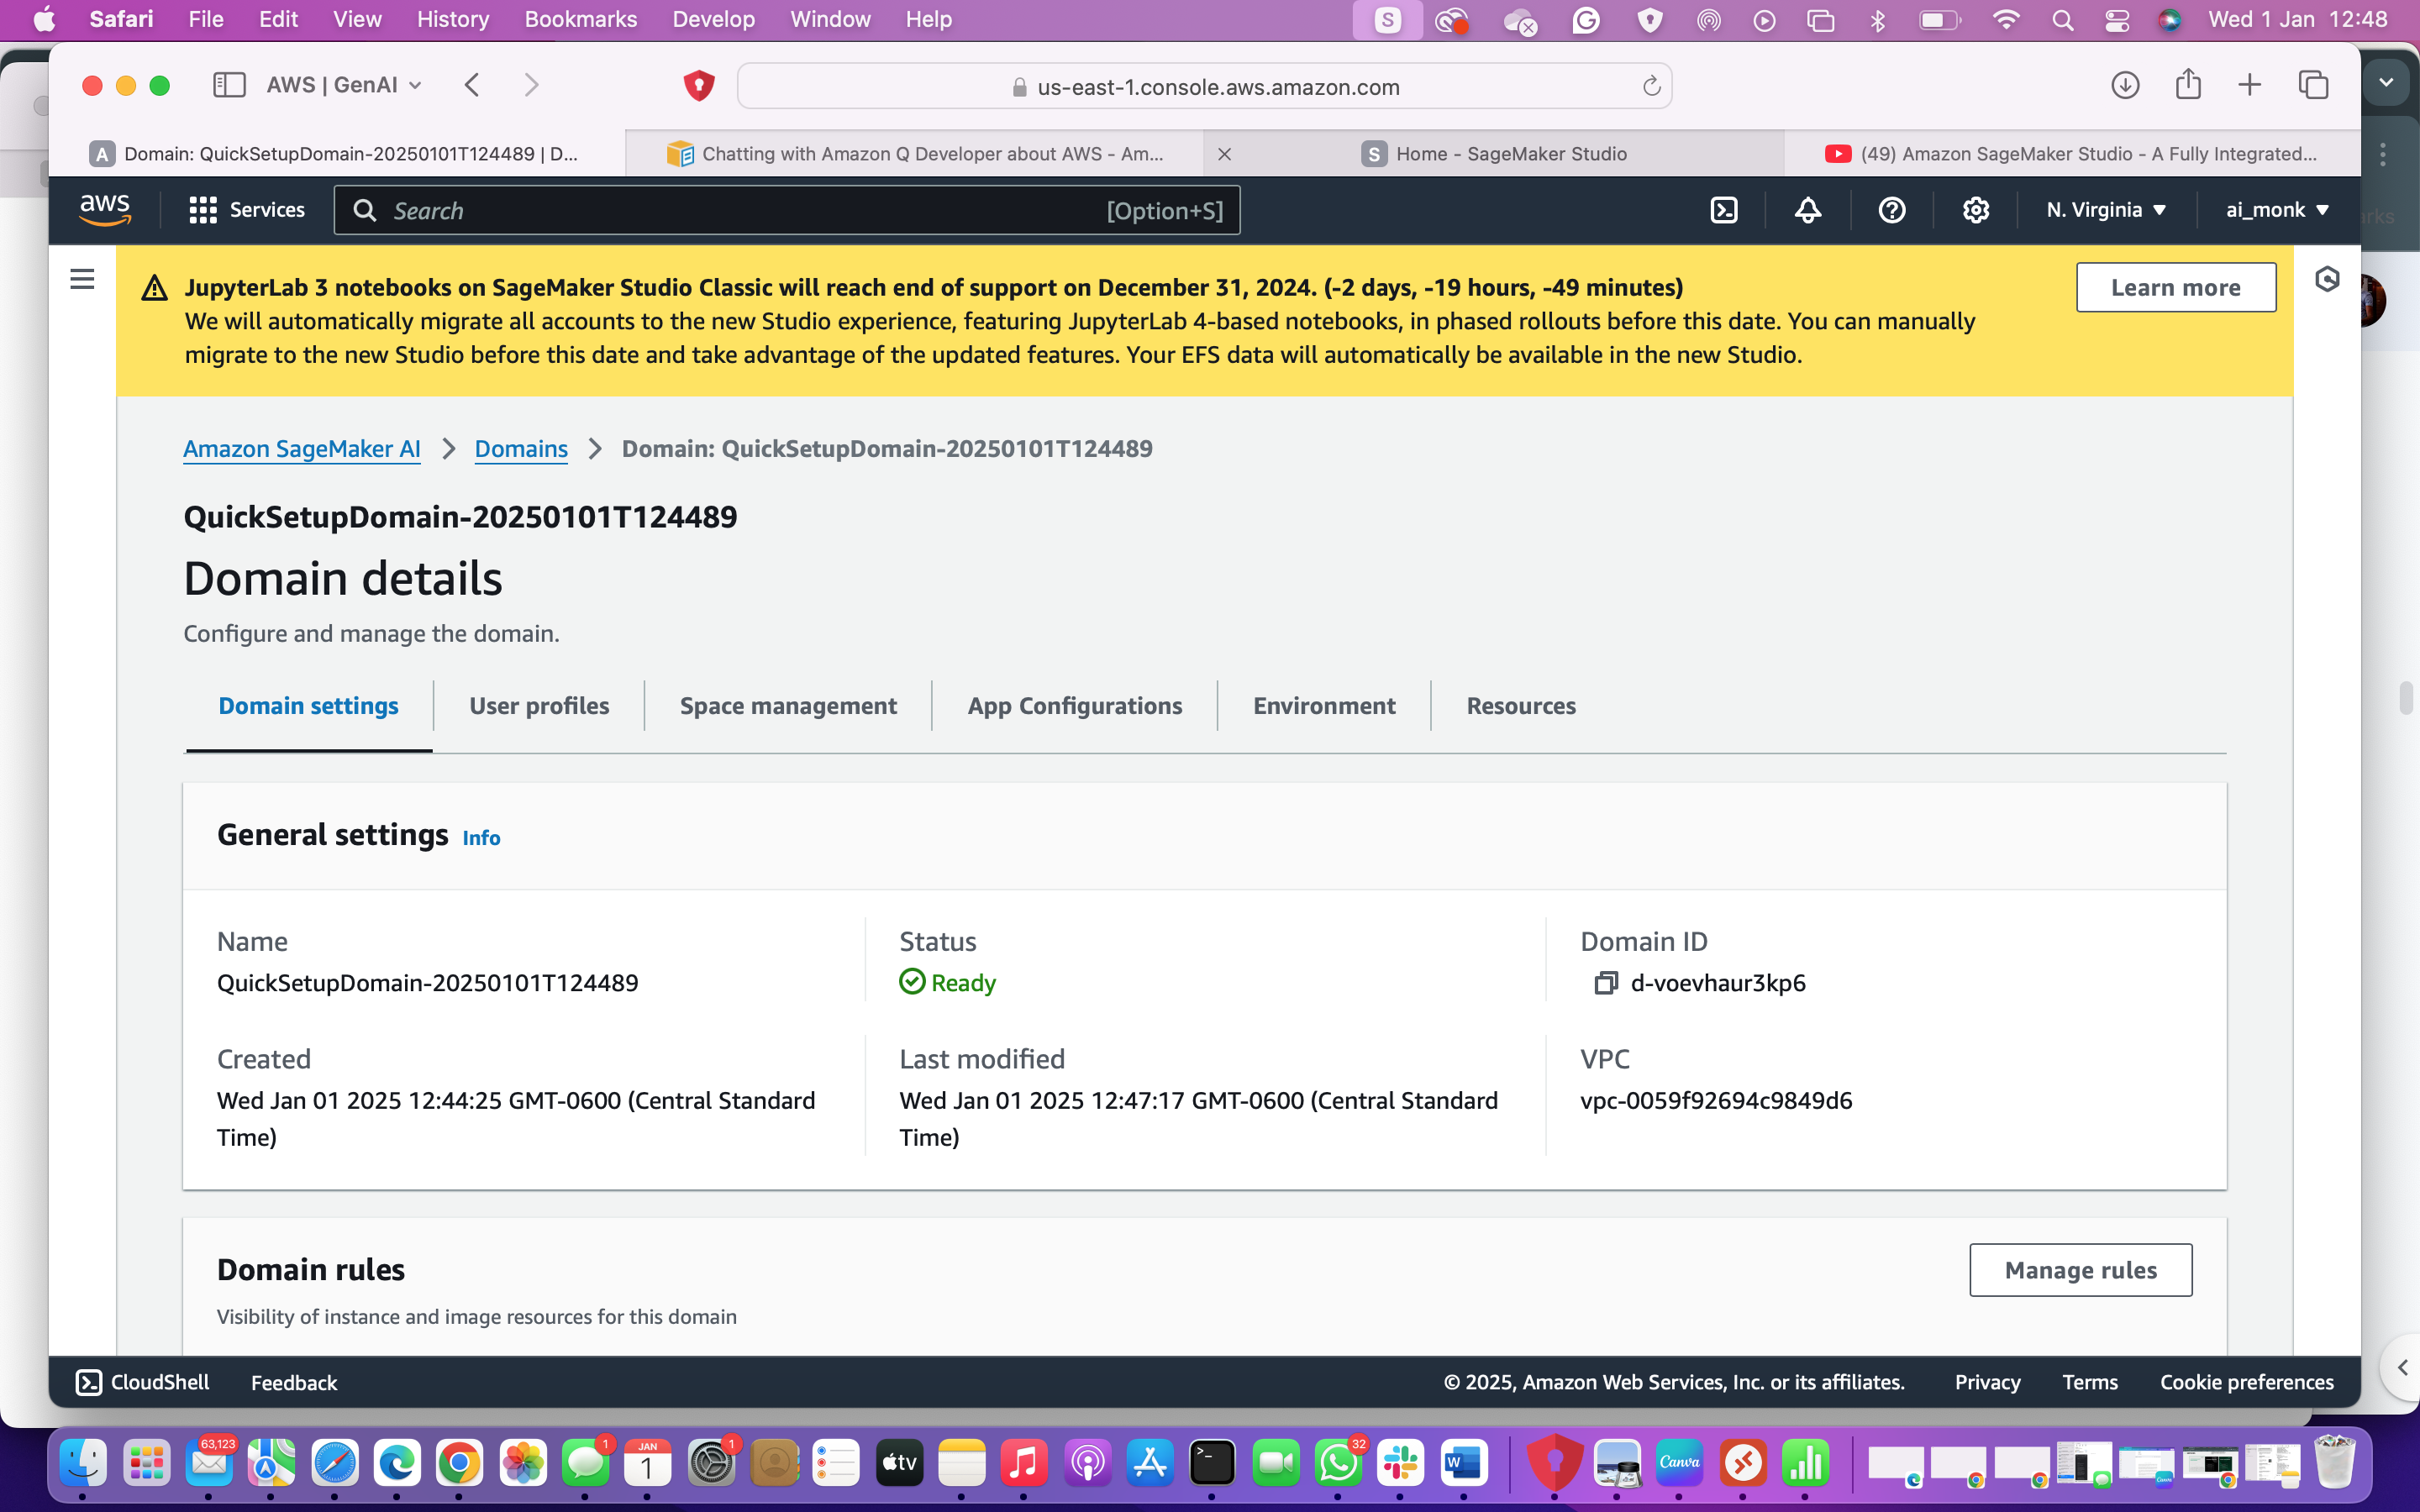 Safari File Edit View History Bookmarks Develop Window Help Wed 1 Jan 12:48
AWS | GenAI us-east-1.console.aws.amazon.com
Domain: QuickSetupDomain-20250101T124489 | D... Chatting with Amazon Q Developer about AWS - Am... Home - SageMaker Studio (49) Amazon SageMaker Studio - A Fully Integrated...
aws Services Search [Option+S] N. Virginia ai_monk
JupyterLab 3 notebooks on SageMaker Studio Classic will reach end of support on December 31, 2024. (-2 days, -19 hours, -49 minutes)
We will automatically migrate all accounts to the new Studio experience, featuring JupyterLab 4-based notebooks, in phased rollouts before this date. You can manually
migrate to the new Studio before this date and take advantage of the updated features. Your EFS data will automatically be available in the new Studio.
Learn more
Amazon SageMaker AI Domains Domain: QuickSetupDomain-20250101T124489
QuickSetupDomain-20250101T124489
Domain details
Configure and manage the domain.
Domain settings User profiles Space management App Configurations Environment Resources
General settings Info
Name
QuickSetupDomain-20250101T124489
Status
Ready
Domain ID
d-voevhaur3kp6
Created
Wed Jan 01 2025 12:44:25 GMT-0600 (Central Standard
Time)
Last modified
Wed Jan 01 2025 12:47:17 GMT-0600 (Central Standard
Time)
VPC
vpc-0059f92694c9849d6
Domain rules
Visibility of instance and image resources for this domain
Manage rules
CloudShell Feedback © 2025, Amazon Web Services, Inc. or its affiliates. Privacy Terms Cookie preferences
63,123 1 JAN 1 1 tv 32 W Canva